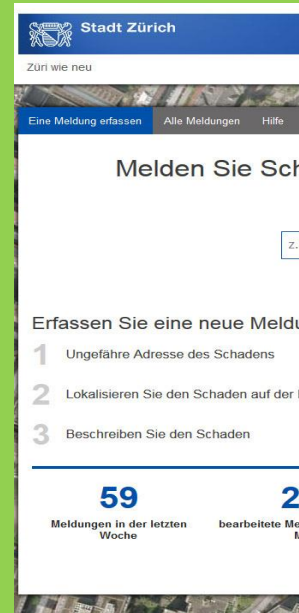 Stadt Zürich
Züri wie neu
Eine Meldung erfassen Alle Meldungen Hilfe
Melden Sie Sch
z.
Erfassen Sie eine neue Meldu
1 Ungefähre Adresse des Schadens
2 Lokalisieren Sie den Schaden auf der
3 Beschreiben Sie den Schaden
59 2
Meldungen in der letzten bearbeitete Me
Woche M